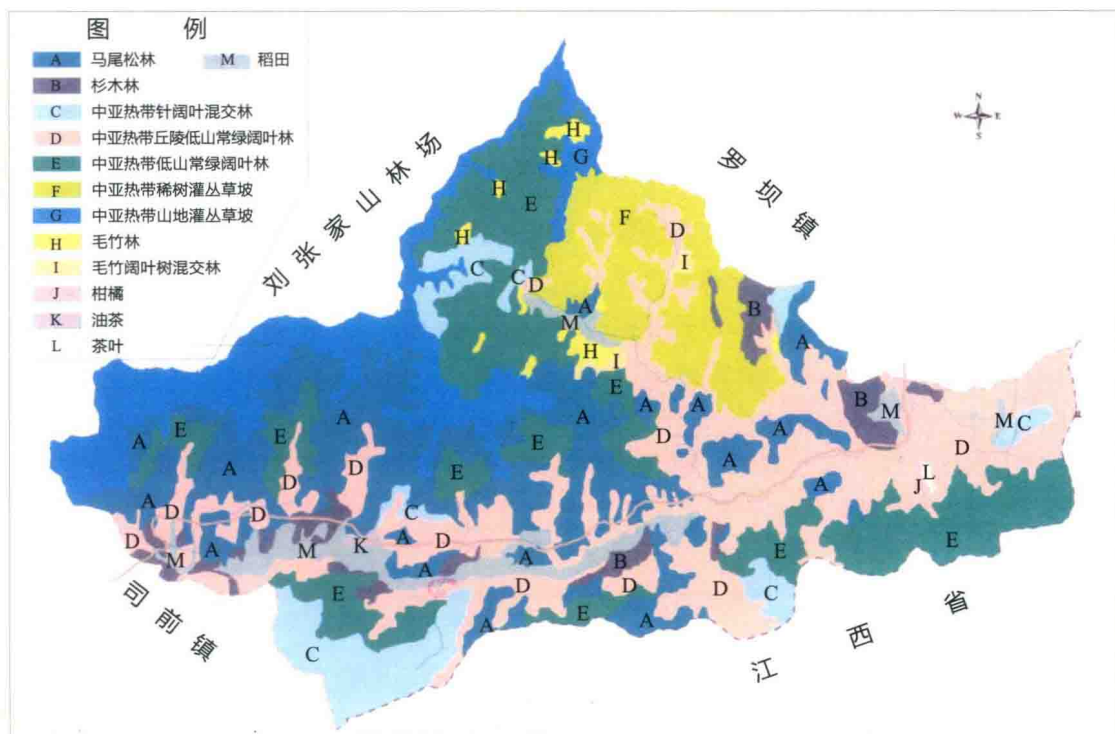 图 例
A 马尾松林
M 稻田
B 杉木林
C 中亚热带针阔叶混交林
D 中亚热带丘陵低山常绿阔叶林
E 中亚热带低山常绿阔叶林
F 中亚热带稀树灌丛草坡
G 中亚热带山地灌丛草坡
H 毛竹林
I 毛竹阔叶树混交林
J 柑橘
K 油茶
L 茶叶
刘张家山林场
罗坝镇
N
W E
S
司前镇
江西省
H
H G
H E
F D
H
I
C C D
A
M
B
A
H I
E
A A A
B M
M C
D
A E E A A E D A A D
L
J
A D D D E
A
D A D M K C A D A A B D E E
D
E D C
A E A
C